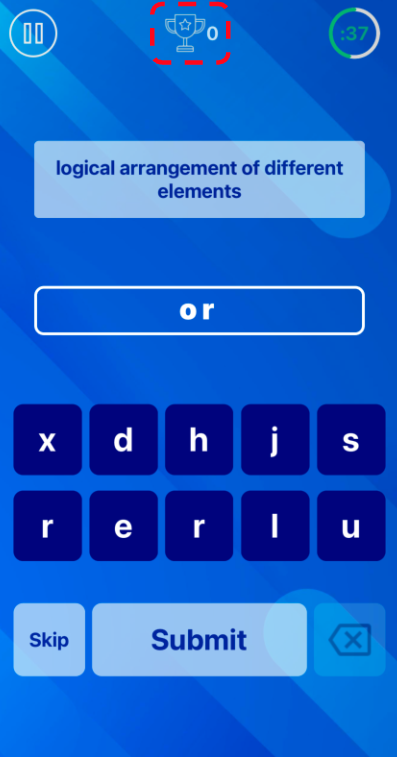 0
:37
logical arrangement of different
elements
or
x d h j s
r e r l u
Skip Submit